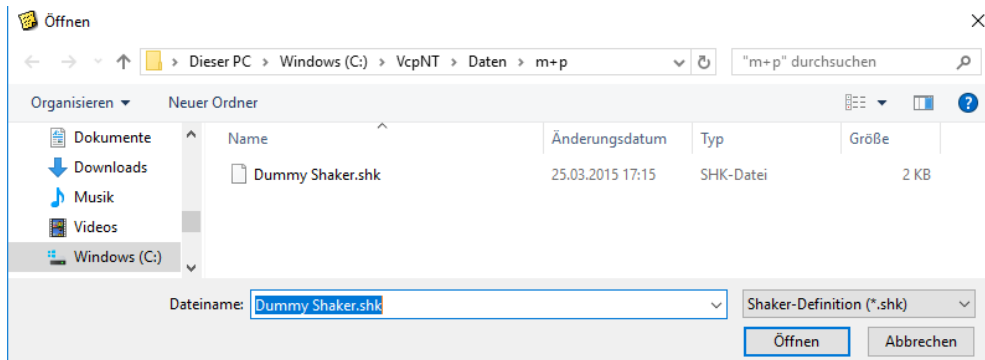 Öffnen
Dieser PC > Windows (C:) > VcpNT > Daten > m+p "m+p" durchsuchen
Organisieren Neuer Ordner
Dokumente Name Änderungsdatum Typ Größe
Downloads Dummy Shaker.shk 25.03.2015 17:15 SHK-Datei 2 KB
Musik
Videos
Windows (C:)
Dateiname: Dummy Shaker.shk Shaker-Definition (*.shk)
Öffnen Abbrechen